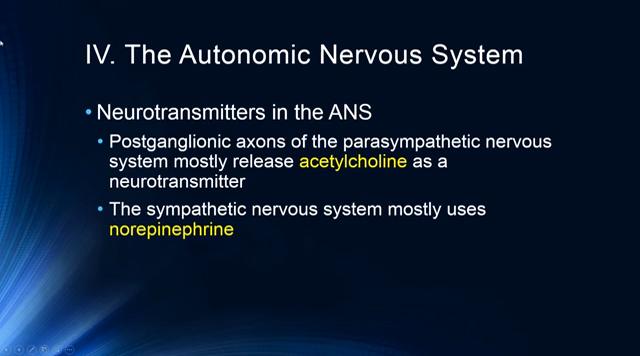 IV. The Autonomic Nervous System
• Neurotransmitters in the ANS
• Postganglionic axons of the parasympathetic nervous
system mostly release acetylcholine as a
neurotransmitter
• The sympathetic nervous system mostly uses
norepinephrine